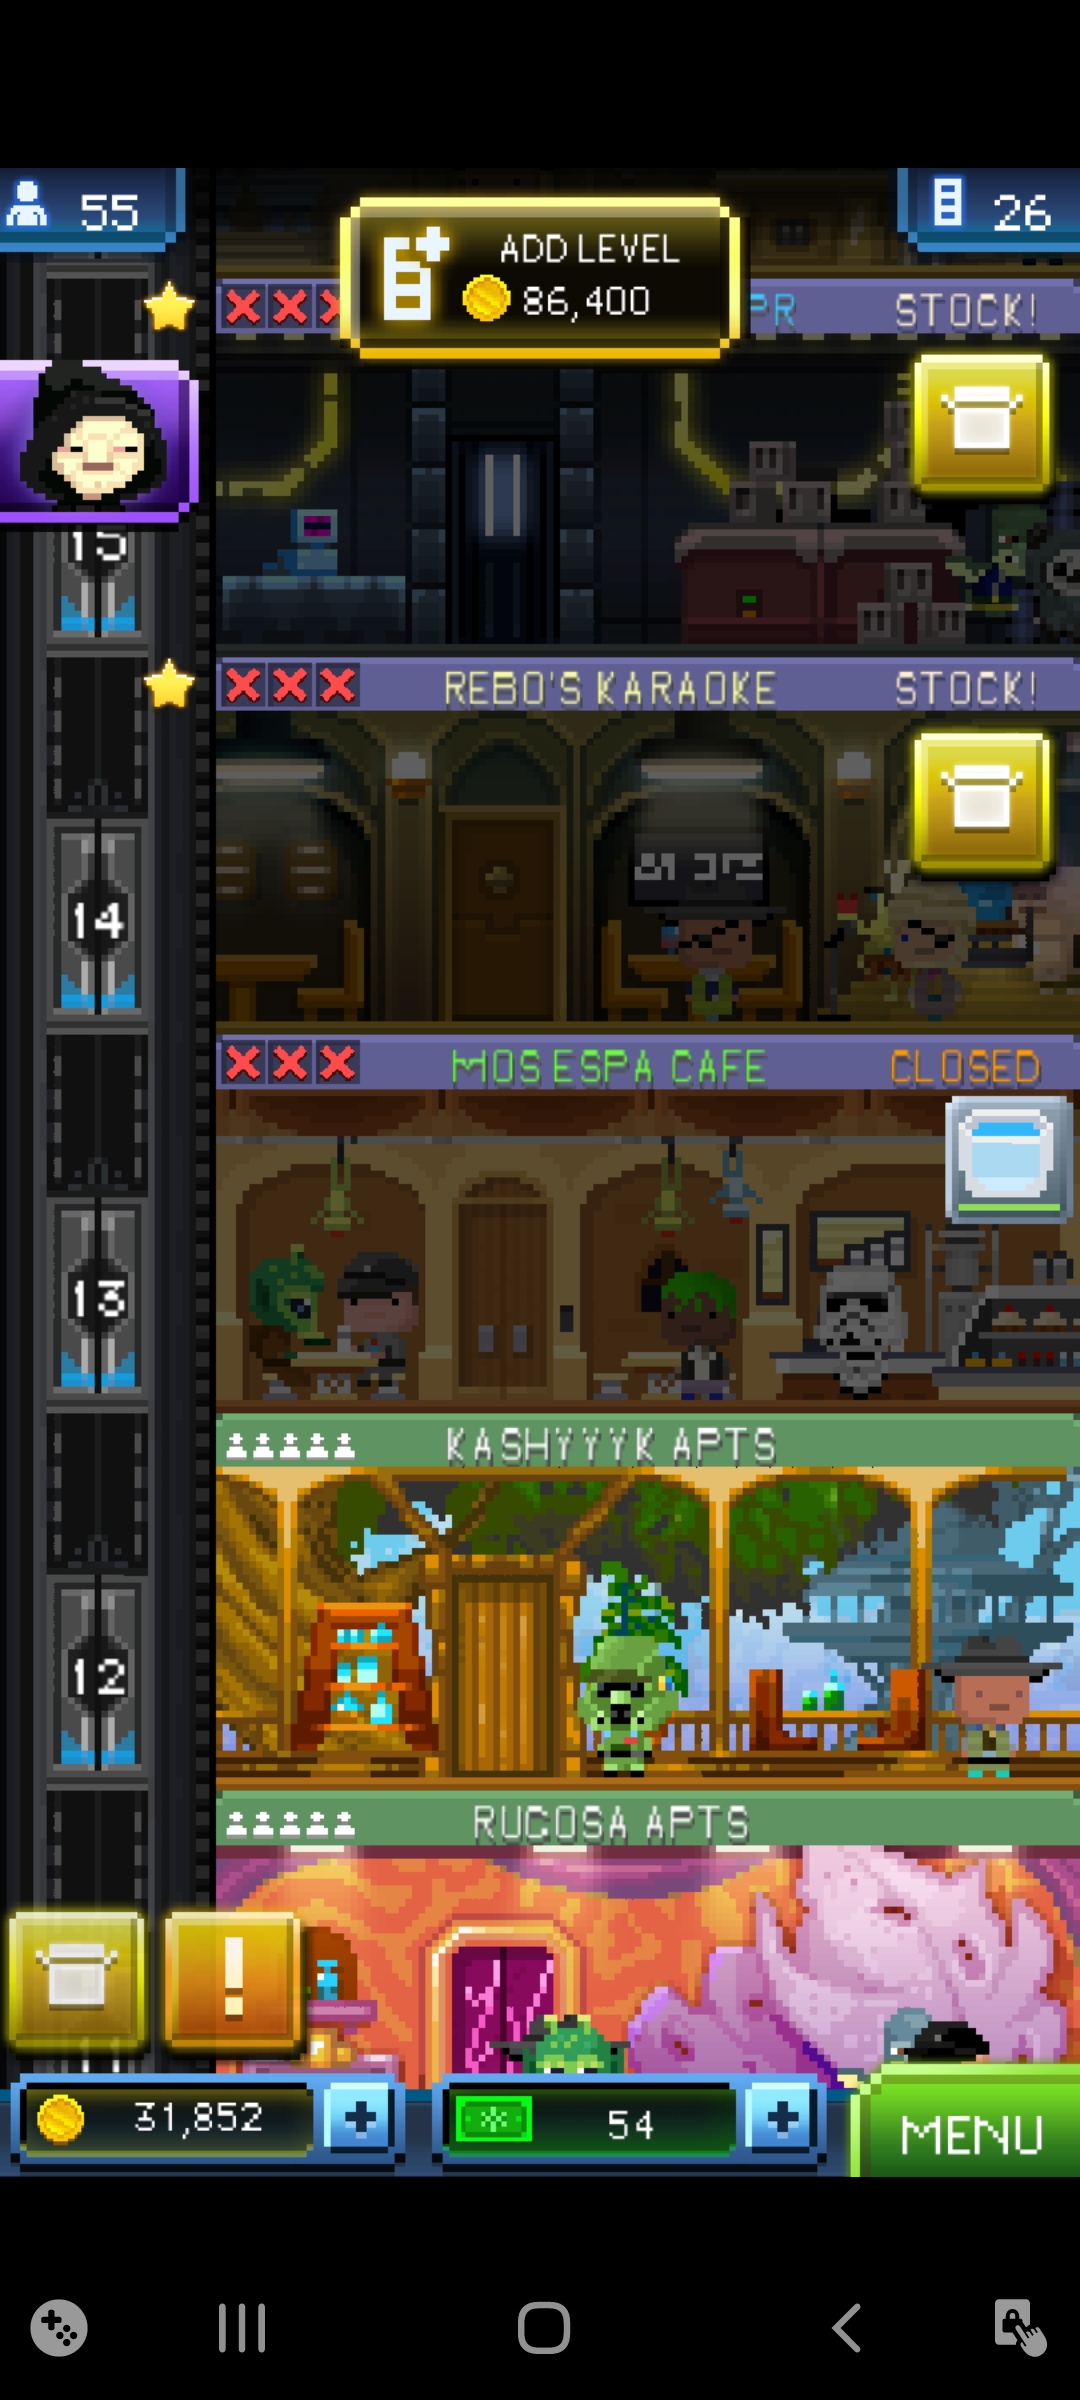 55
26
ADD LEVEL
86,400
PR STOCK!
15
REBO'S KARAOKE STOCK!
14
MOS ESPA CAFE CLOSED
13
KASHYYYK APTS
12
RUCOSA APTS
!
31,852 +
54 +
MENU